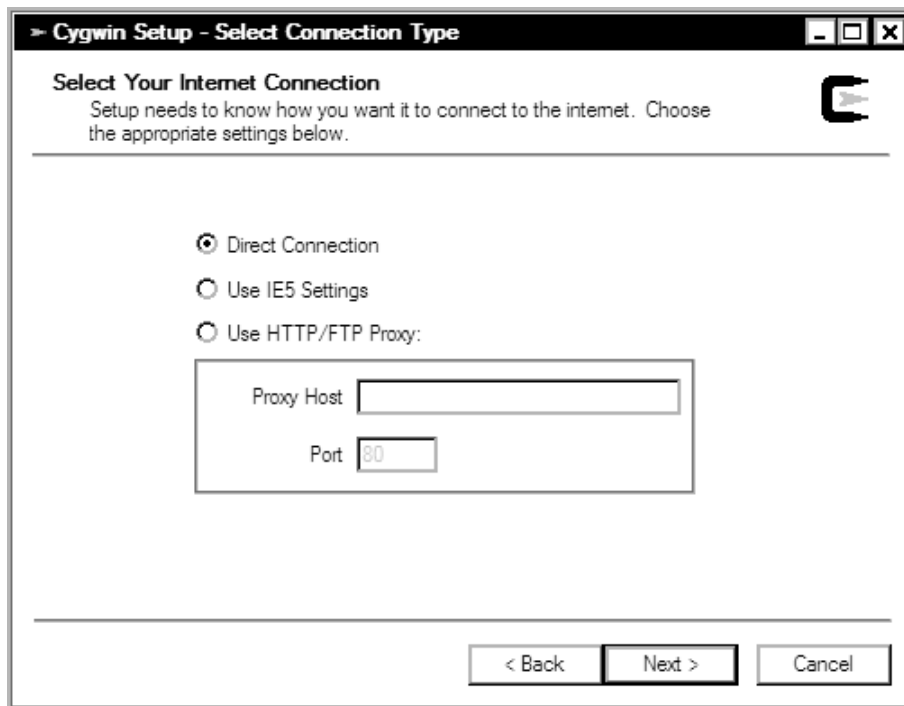 Cygwin Setup - Select Connection Type
Select Your Internet Connection
Setup needs to know how you want it to connect to the internet. Choose
the appropriate settings below.
Direct Connection
Use IE5 Settings
Use HTTP/FTP Proxy:
Proxy Host
Port 80
< Back Next > Cancel